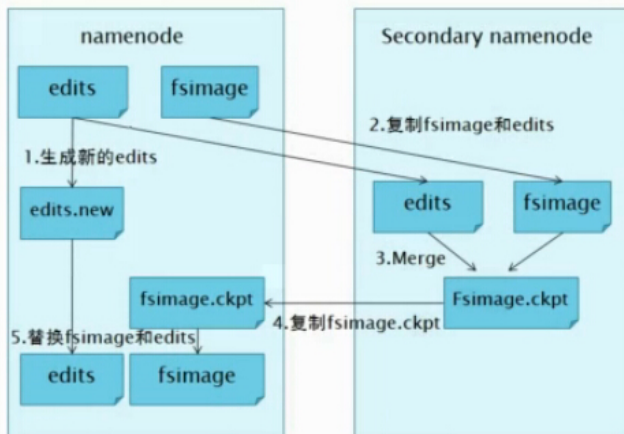 namenode
Secondary namenode
edits
fsimage
2.复制fsimage和edits
1.生成新的edits
edits.new
edits
fsimage
3.Merge
fsimage.ckpt
Fsimage.ckpt
4.复制fsimage.ckpt
5.替换fsimage和edits
edits
fsimage